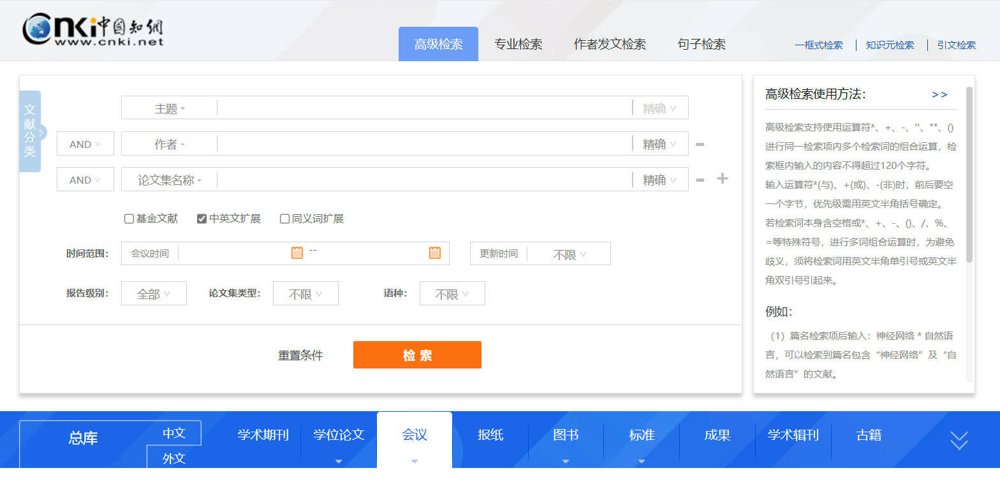 cnki中国知網
www.cnki.net
高级检索 专业检索 作者发文检索 句子检索 一框式检索 知识元检索 引文检索
文献分类
主题 精确
AND 作者 精确
AND 论文集名称 精确
基金文献 中英文扩展 同义词扩展
时间范围： 会议时间 -- 更新时间 不限
报告级别： 全部 论文集类型： 不限 语种： 不限
重置条件 检索
高级检索使用方法： >>
高级检索支持使用运算符*、+、-、''、""、()
进行同一检索项内多个检索词的组合运算，检
索框内输入的内容不得超过120个字符。
输入运算符*(与)、+(或)、-(非)时，前后要空
一个字节，优先级需用英文半角括号确定。
若检索词本身含空格或*、+、-、()、/、%、
=等特殊符号，进行多词组合运算时，为避免
歧义，须将检索词用英文半角单引号或英文半
角双引号引起来。
例如：
（1）篇名检索项后输入：神经网络 * 自然语
言，可以检索到篇名包含“神经网络”及“自
然语言”的文献。
总库 中文 学术期刊 学位论文 会议 报纸 图书 标准 成果 学术辑刊 古籍
外文